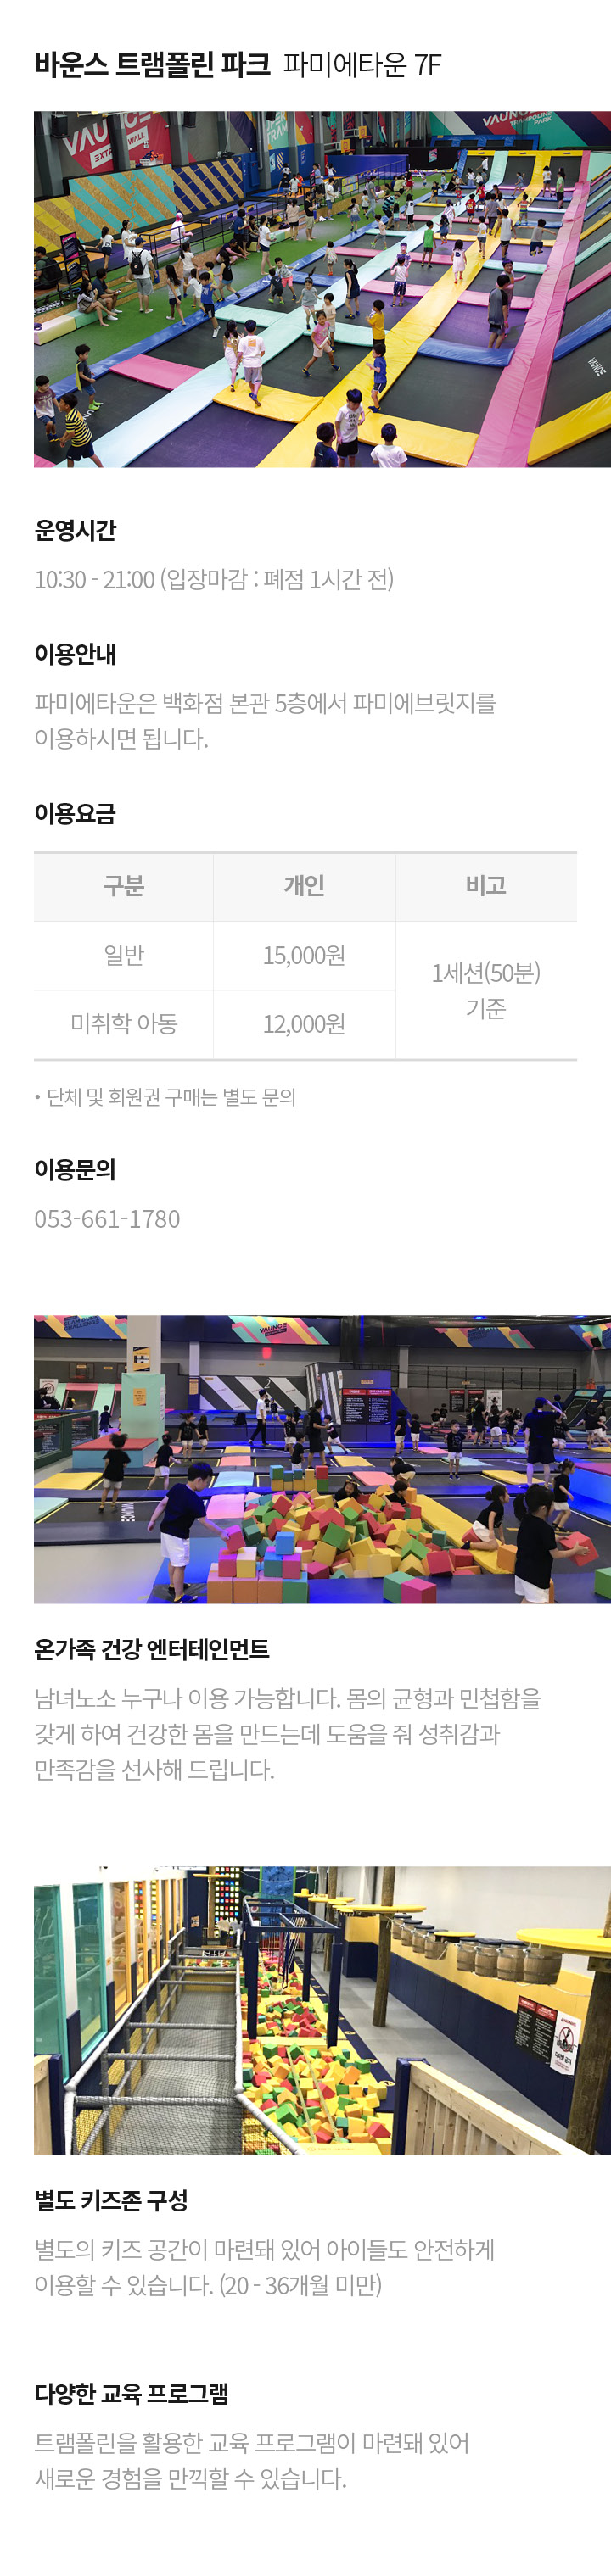 바운스 트램폴린 파크 파미에타운 7F
VAUNCE
EXTREME WALL
VAUNCE
TRAMPOLINE
PARK
운영시간
10:30 - 21:00 (입장마감 : 폐점 1시간 전)
이용안내
파미에타운은 백화점 본관 5층에서 파미에브릿지를
이용하시면 됩니다.
이용요금
구분 개인 비고
일반 15,000원 1세션(50분)
기준
미취학 아동 12,000원
• 단체 및 회원권 구매는 별도 문의
이용문의
053-661-1780
VAUNCE
온가족 건강 엔터테인먼트
남녀노소 누구나 이용 가능합니다. 몸의 균형과 민첩함을
갖게 하여 건강한 몸을 만드는데 도움을 줘 성취감과
만족감을 선사해 드립니다.
별도 키즈존 구성
별도의 키즈 공간이 마련돼 있어 아이들도 안전하게
이용할 수 있습니다. (20 - 36개월 미만)
다양한 교육 프로그램
트램폴린을 활용한 교육 프로그램이 마련돼 있어
새로운 경험을 만끽할 수 있습니다.